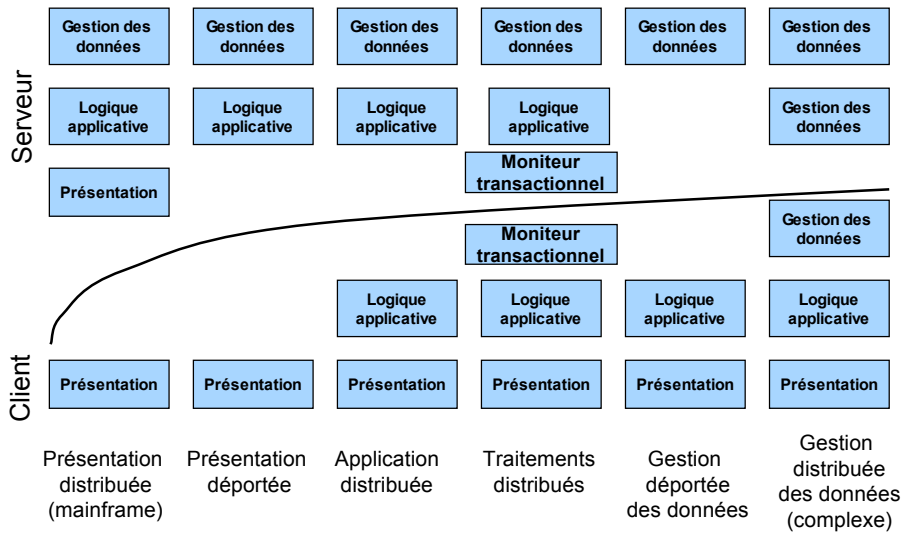 Serveur
Gestion des
données
Gestion des
données
Gestion des
données
Gestion des
données
Gestion des
données
Gestion des
données
Logique
applicative
Logique
applicative
Logique
applicative
Logique
applicative
Gestion des
données
Présentation
Moniteur
transactionnel
Client
Moniteur
transactionnel
Gestion des
données
Logique
applicative
Logique
applicative
Logique
applicative
Logique
applicative
Présentation
Présentation
Présentation
Présentation
Présentation
Présentation
Présentation
distribuée
(mainframe)
Présentation
déportée
Application
distribuée
Traitements
distribués
Gestion
déportée
des données
Gestion
distribuée
des données
(complexe)